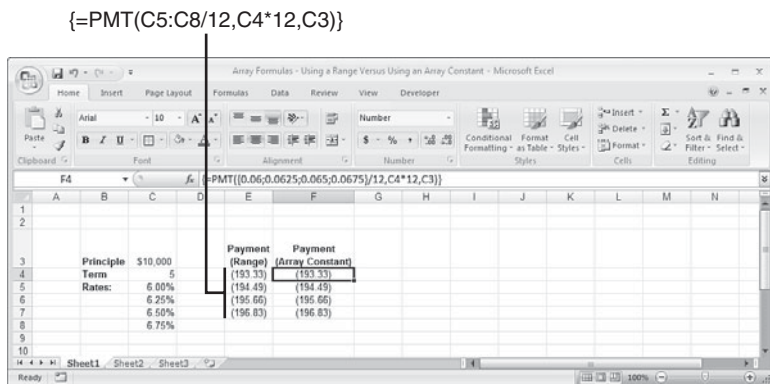 {=PMT(C5:C8/12,C4*12,C3)}
Array Formulas - Using a Range Versus Using an Array Constant - Microsoft Excel
Home Insert Page Layout Formulas Data Review View Developer
Arial 10 A A Number Insert Σ
Paste B I U $ % , Conditional Format Cell Delete Sort & Find &
Formatting as Table Styles Format Filter Select
Clipboard Font Alignment Number Styles Cells Editing
F4 fx {=PMT({0.06;0.0625;0.065;0.0675}/12,C4*12,C3)}
A B C D E F G H I J K L M N
1
2
Payment Payment
3 Principle $10,000 (Range) (Array Constant)
4 Term 5 (193.33) (193.33)
5 Rates: 6.00% (194.49) (194.49)
6 6.25% (195.66) (195.66)
7 6.50% (196.83) (196.83)
8 6.75%
9
10
Sheet1 Sheet2 Sheet3
Ready 100%